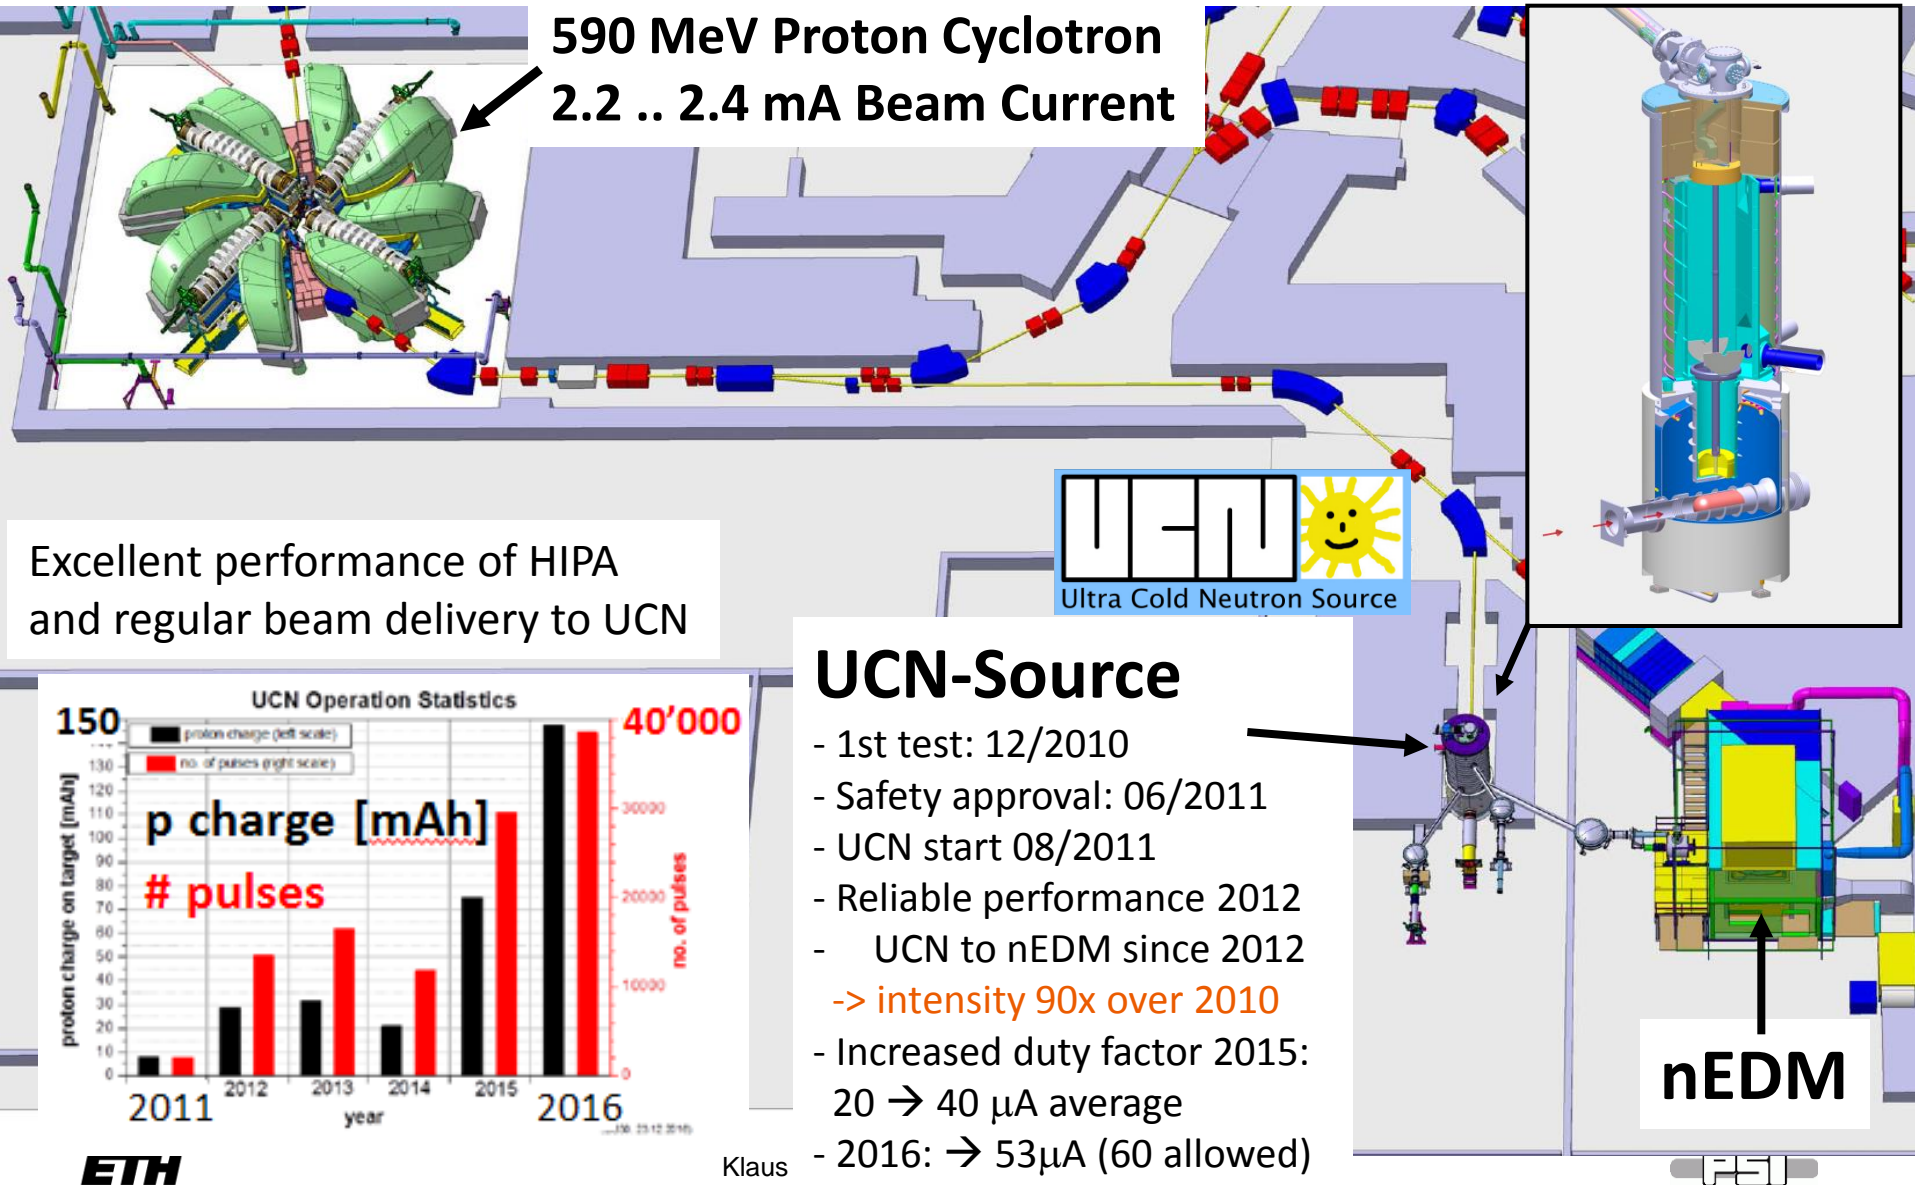 590 MeV Proton Cyclotron
2.2 .. 2.4 mA Beam Current
UCN
Ultra Cold Neutron Source
Excellent performance of HIPA
and regular beam delivery to UCN
UCN-Source
- 1st test: 12/2010
- Safety approval: 06/2011
- UCN start 08/2011
- Reliable performance 2012
- UCN to nEDM since 2012
-> intensity 90x over 2010
- Increased duty factor 2015:
20 → 40 µA average
- 2016: → 53µA (60 allowed)
UCN Operation Statistics
150
40’000
proton charge (left scale)
no. of pulses (right scale)
p charge [mAh]
# pulses
proton charge on target [mAh]
130
120
110
100
90
80
70
60
50
40
30
20
10
0
no. of pulses
30000
20000
10000
0
2011
2012
2013
2014
2015
2016
year
nEDM
ETH
Klaus
PSI